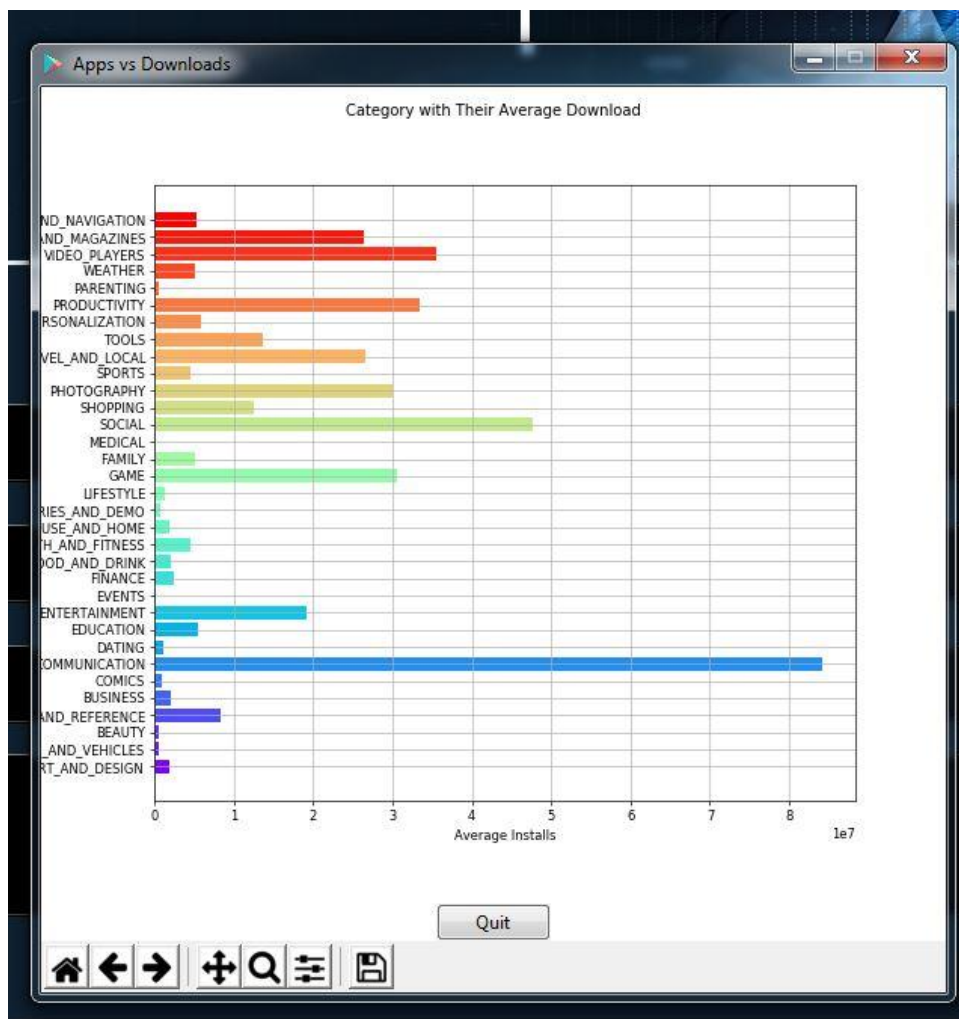 Apps vs Downloads
Category with Their Average Download
ND_NAVIGATION
AND_MAGAZINES
VIDEO_PLAYERS
WEATHER
PARENTING
PRODUCTIVITY
RSONALIZATION
TOOLS
VEL_AND_LOCAL
SPORTS
PHOTOGRAPHY
SHOPPING
SOCIAL
MEDICAL
FAMILY
GAME
LIFESTYLE
RIES_AND_DEMO
USE_AND_HOME
TH_AND_FITNESS
OOD_AND_DRINK
FINANCE
EVENTS
ENTERTAINMENT
EDUCATION
DATING
COMMUNICATION
COMICS
BUSINESS
AND_REFERENCE
BEAUTY
_AND_VEHICLES
RT_AND_DESIGN
0 1 2 3 4 5 6 7 8
Average Installs
1e7
Quit